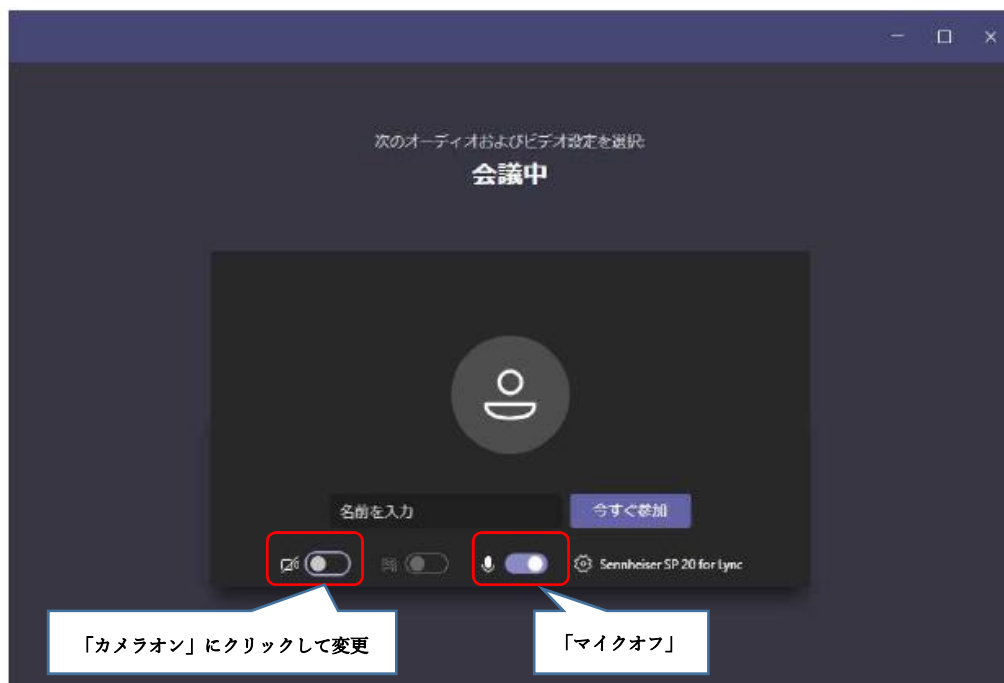 次のオーディオおよびビデオ設定を選択:
会議中
名前を入力
今すぐ参加
Sennheiser SP 20 for Lync
「カメラオン」にクリックして変更
「マイクオフ」